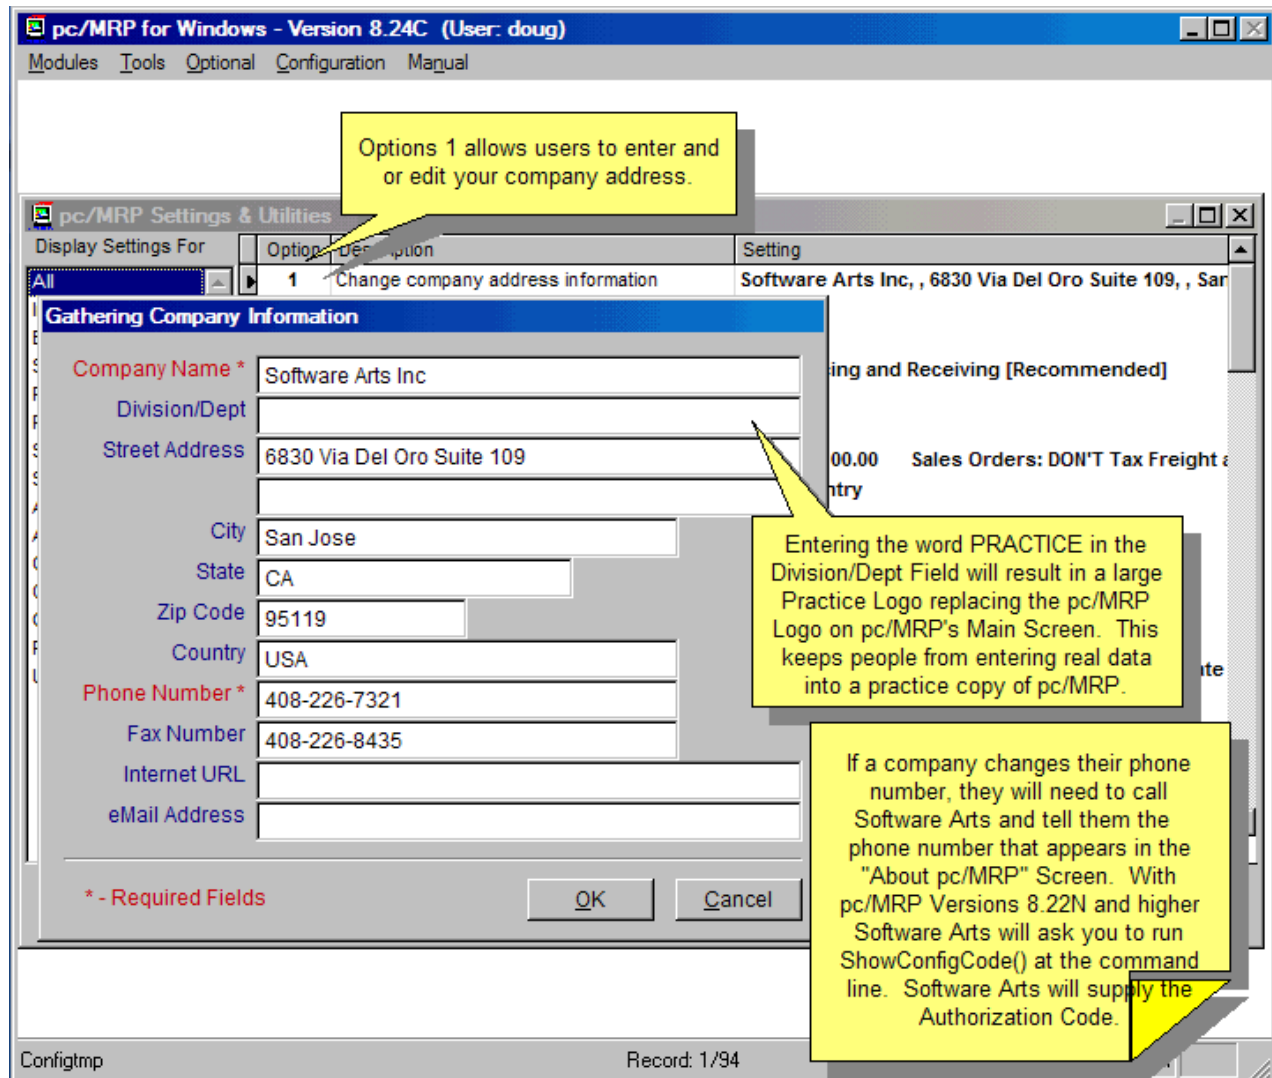 pc/MRP for Windows - Version 8.24C (User: doug)
Modules Tools Optional Configuration Manual
Options 1 allows users to enter and
or edit your company address.
pc/MRP Settings & Utilities
Display Settings For Option Setting
All 1 Change company address information Software Arts Inc, , 6830 Via Del Oro Suite 109, , San
Gathering Company Information
Company Name * Software Arts Inc
ing and Receiving [Recommended]
Division/Dept
Street Address 6830 Via Del Oro Suite 109
00.00 Sales Orders: DON'T Tax Freight a
ntry
City San Jose
State CA
Zip Code 95119
Country USA
Phone Number * 408-226-7321
Fax Number 408-226-8435
Internet URL
eMail Address
* - Required Fields
OK Cancel
Entering the word PRACTICE in the
Division/Dept Field will result in a large
Practice Logo replacing the pc/MRP
Logo on pc/MRP's Main Screen. This
keeps people from entering real data
into a practice copy of pc/MRP.
If a company changes their phone
number, they will need to call
Software Arts and tell them the
phone number that appears in the
"About pc/MRP" Screen. With
pc/MRP Versions 8.22N and higher
Software Arts will ask you to run
ShowConfigCode() at the command
line. Software Arts will supply the
Authorization Code.
Configtmp Record: 1/94